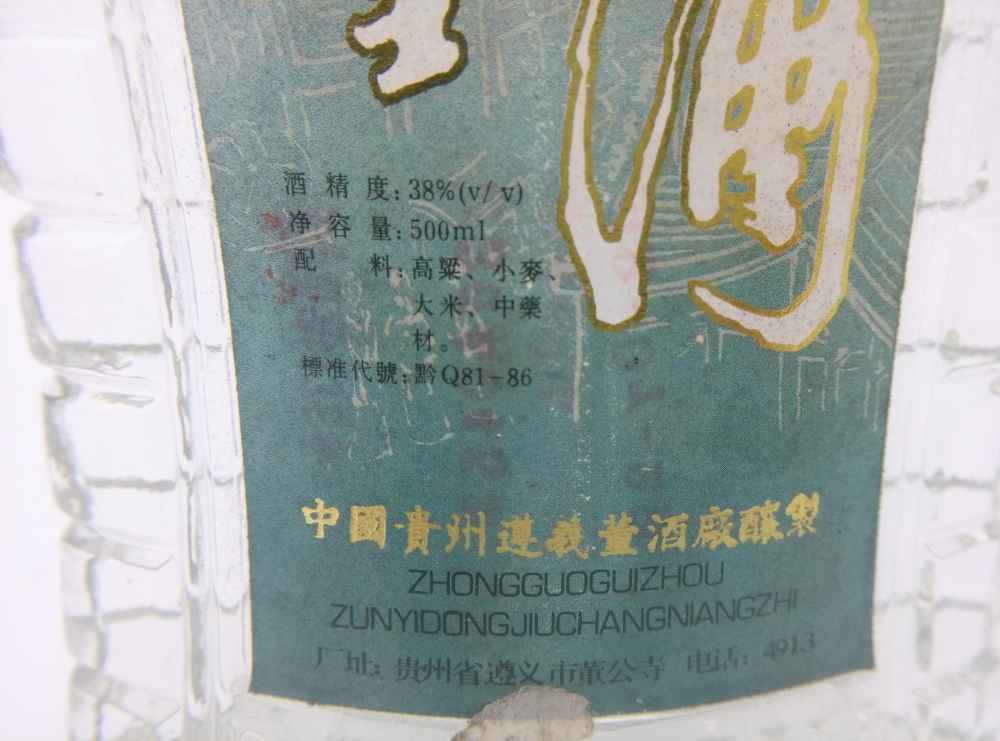 酒
酒精度:38%(v/v)
净容量:500ml
配料:高粱、小麥、
大米、中藥
材。
標准代號:黔Q81-86
中國貴州遵義董酒廠釀製
ZHONGGUOGUIZHOU
ZUNYIDONGJIUCHANGNIANGZHI
厂址:贵州省遵义市董公寺 电话:4913